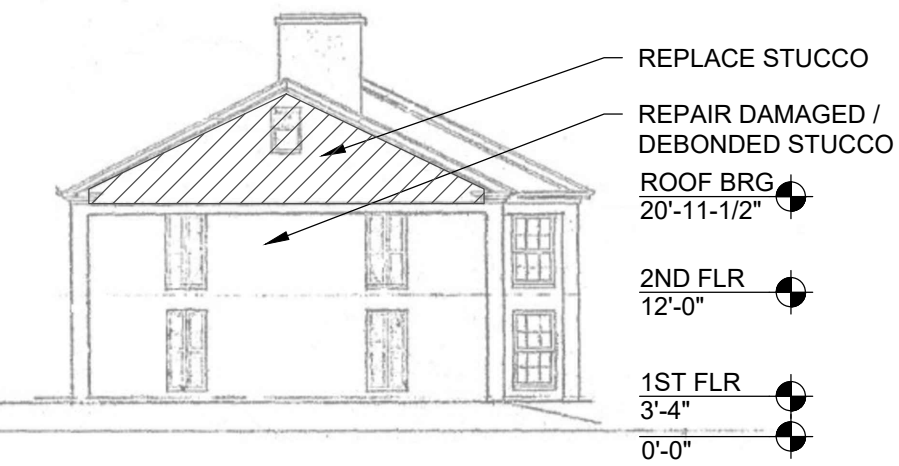 REPLACE STUCCO
REPAIR DAMAGED /
DEBONDED STUCCO
ROOF BRG
20'-11-1/2"
2ND FLR
12'-0"
1ST FLR
3'-4"
0'-0"